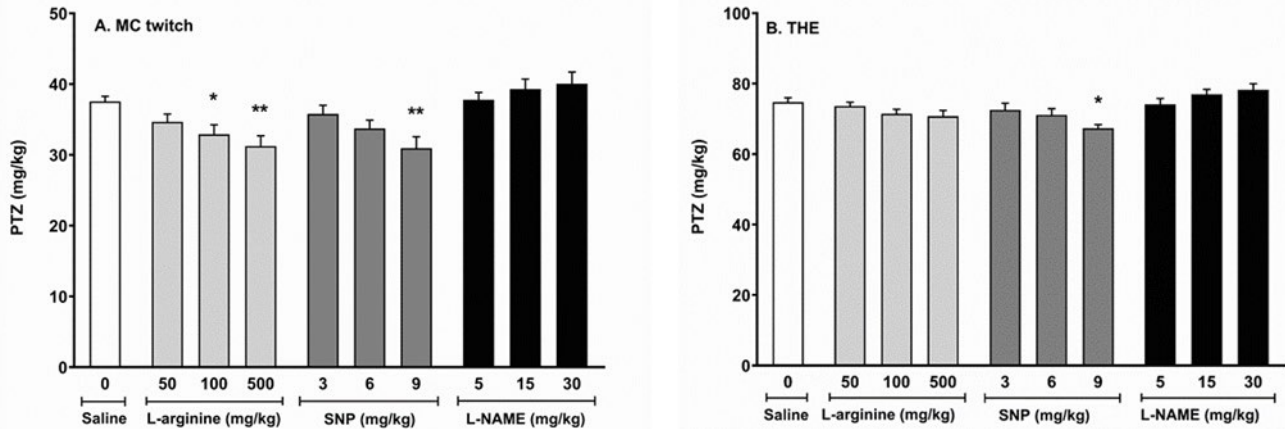 A. MC twitch
PTZ (mg/kg)
50
40
30
20
10
0
*
**
**
0 50 100 500 3 6 9 5 15 30
Saline L-arginine (mg/kg) SNP (mg/kg) L-NAME (mg/kg)
B. THE
PTZ (mg/kg)
100
80
60
40
20
0
*
0 50 100 500 3 6 9 5 15 30
Saline L-arginine (mg/kg) SNP (mg/kg) L-NAME (mg/kg)